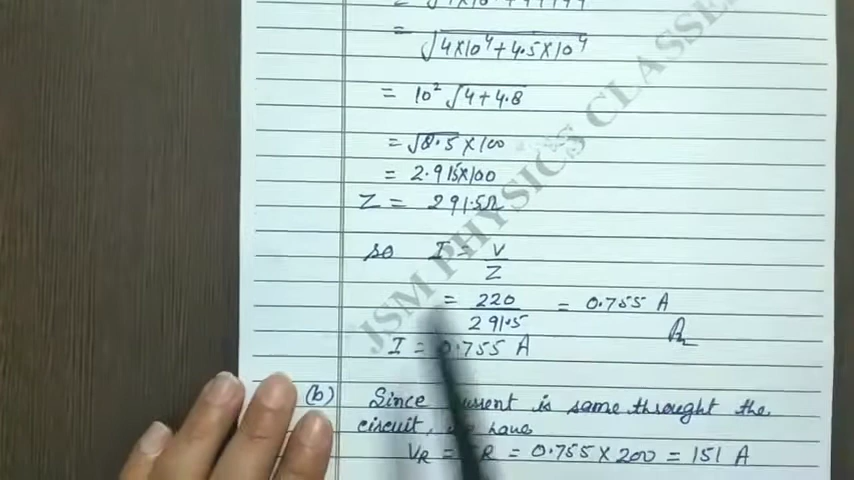 = √4×10⁴+4.5×10⁴
= 10² √4+4.8
= √8.5 × 100
= 2.915×100
Z = 291.5Ω
so I = V/Z
= 220/291.5 = 0.755 A
I = 0.755 A
(b) Since current is same throught the
circuit, we have
V_R = IR = 0.755 × 200 = 151 A
JSM PHYSICS CLASSES